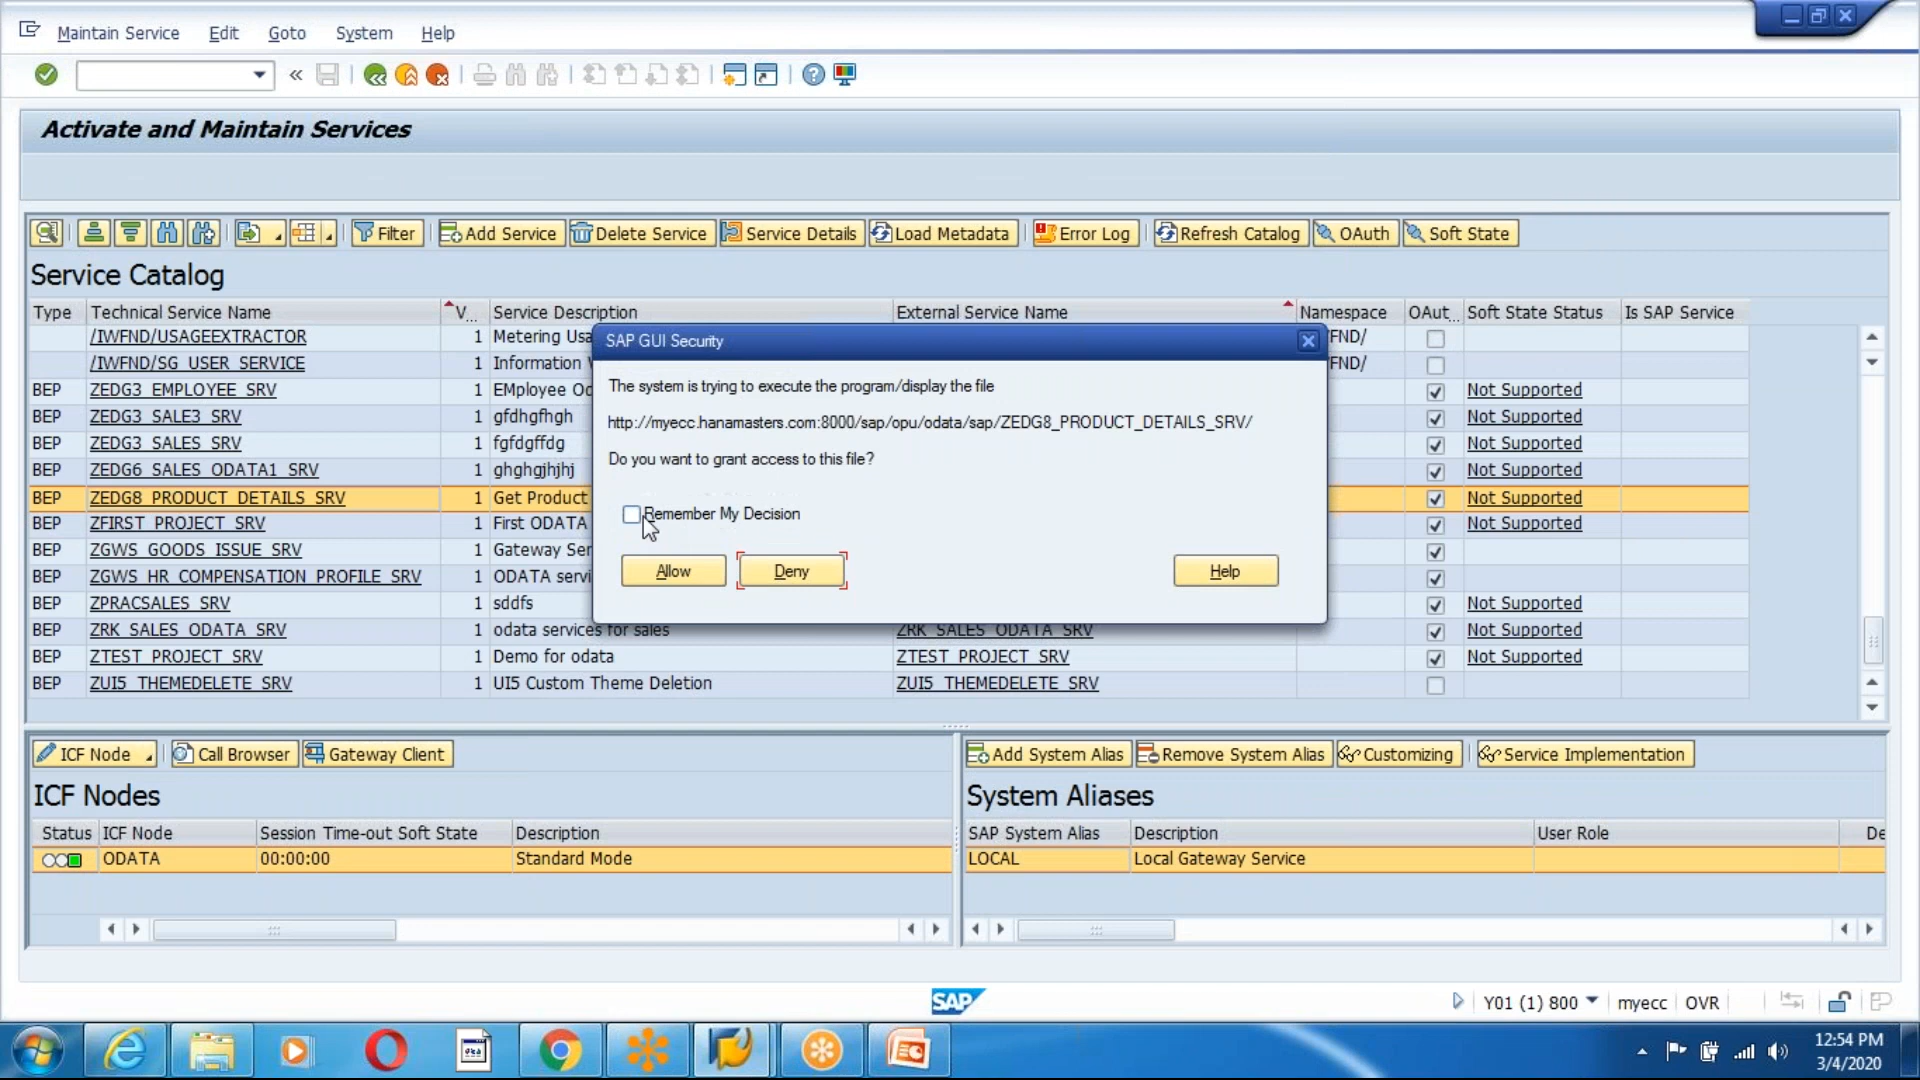 Maintain Service Edit Goto System Help
Activate and Maintain Services
Filter Add Service Delete Service Service Details Load Metadata Error Log Refresh Catalog OAuth Soft State
Service Catalog
Type Technical Service Name V... Service Description External Service Name Namespace OAut... Soft State Status Is SAP Service
/IWFND/USAGEEXTRACTOR 1 Metering Usa FND/
/IWFND/SG_USER_SERVICE 1 Information FND/
BEP ZEDG3_EMPLOYEE_SRV 1 EMployee Od Not Supported
BEP ZEDG3_SALE3_SRV 1 gfdhgfhgh Not Supported
BEP ZEDG3_SALES_SRV 1 fgfdgffdg Not Supported
BEP ZEDG6_SALES_ODATA1_SRV 1 ghghgjhjhj Not Supported
BEP ZEDG8_PRODUCT_DETAILS_SRV 1 Get Product Not Supported
BEP ZFIRST_PROJECT_SRV 1 First ODATA Not Supported
BEP ZGWS_GOODS_ISSUE_SRV 1 Gateway Ser
BEP ZGWS_HR_COMPENSATION_PROFILE_SRV 1 ODATA servi
BEP ZPRACSALES_SRV 1 sddfs Not Supported
BEP ZRK_SALES_ODATA_SRV 1 odata services for sales ZRK_SALES_ODATA_SRV Not Supported
BEP ZTEST_PROJECT_SRV 1 Demo for odata ZTEST_PROJECT_SRV Not Supported
BEP ZUI5_THEMEDELETE_SRV 1 UI5 Custom Theme Deletion ZUI5_THEMEDELETE_SRV
SAP GUI Security
The system is trying to execute the program/display the file
http://myecc.hanamasters.com:8000/sap/opu/odata/sap/ZEDG8_PRODUCT_DETAILS_SRV/
Do you want to grant access to this file?
Remember My Decision
Allow Deny Help
ICF Node Call Browser Gateway Client
ICF Nodes
Status ICF Node Session Time-out Soft State Description
ODATA 00:00:00 Standard Mode
Add System Alias Remove System Alias Customizing Service Implementation
System Aliases
SAP System Alias Description User Role De
LOCAL Local Gateway Service
SAP Y01 (1) 800 myecc OVR
12:54 PM
3/4/2020